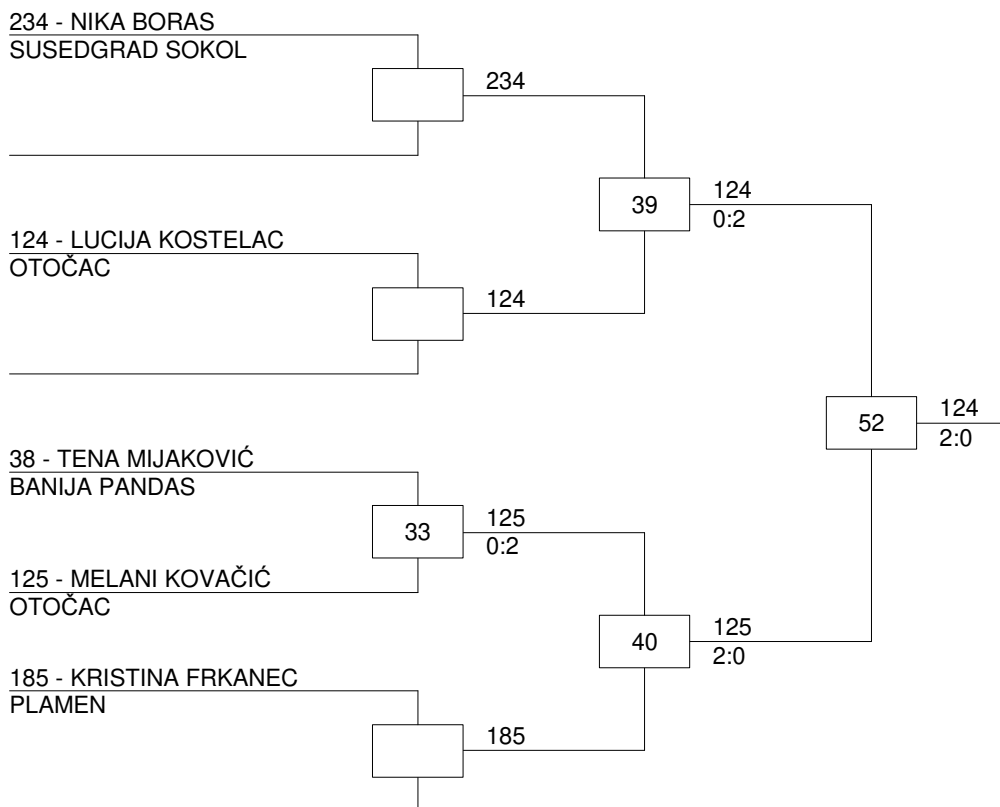 234 - NIKA BORAS
SUSEDGRAD SOKOL
234
39
124
0:2
124 - LUCIJA KOSTELAC
OTOČAC
124
52
124
2:0
38 - TENA MIJAKOVIĆ
BANIJA PANDAS
33
125
0:2
125 - MELANI KOVAČIĆ
OTOČAC
40
125
2:0
185 - KRISTINA FRKANEC
PLAMEN
185